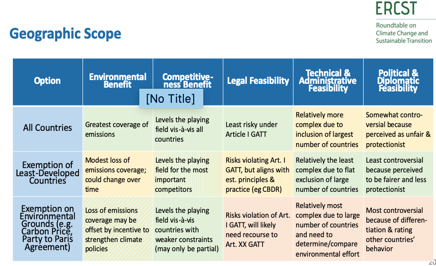 ERCST
Roundtable on
Climate Change and
Sustainable Transition
Geographic Scope
Option
Environmental
Benefit
Competitive-
ness Benefit
Legal Feasibility
Technical &
Administrative
Feasibility
Political &
Diplomatic
Feasibility
[No Title]
All Countries
Greatest coverage of
emissions
Levels the playing
field vis-à-vis all
countries
Least risky under
Article I GATT
Relatively more
complex due to
inclusion of largest
number of countries
Somewhat contro-
versial because
perceived as unfair &
protectionist
Exemption of
Least-Developed
Countries
Modest loss of
emissions coverage;
could change over
time
Levels the playing
field for the most
important
competitors
Risks violating Art. I
GATT, but aligns with
est. principles &
practice (eg CBDR)
Relatively the least
complex due to flat
exclusion of large
number of countries
Least controversial
because perceived
to be fairer and less
protectionist
Exemption on
Environmental
Grounds (e.g.
Carbon Price,
Party to Paris
Agreement)
Loss of emissions
coverage may be
offset by incentive to
strengthen climate
policies
Levels the playing
field vis-à-vis
countries with
weaker constraints
(may only be partial)
Risks violation of Art.
I GATT, will likely
need recourse to
Art. XX GATT
Relatively most
complex due to large
number of countries
and need to
determine/compare
environmental effort
Most controversial
because of differen-
tiation & rating
other countries'
behavior